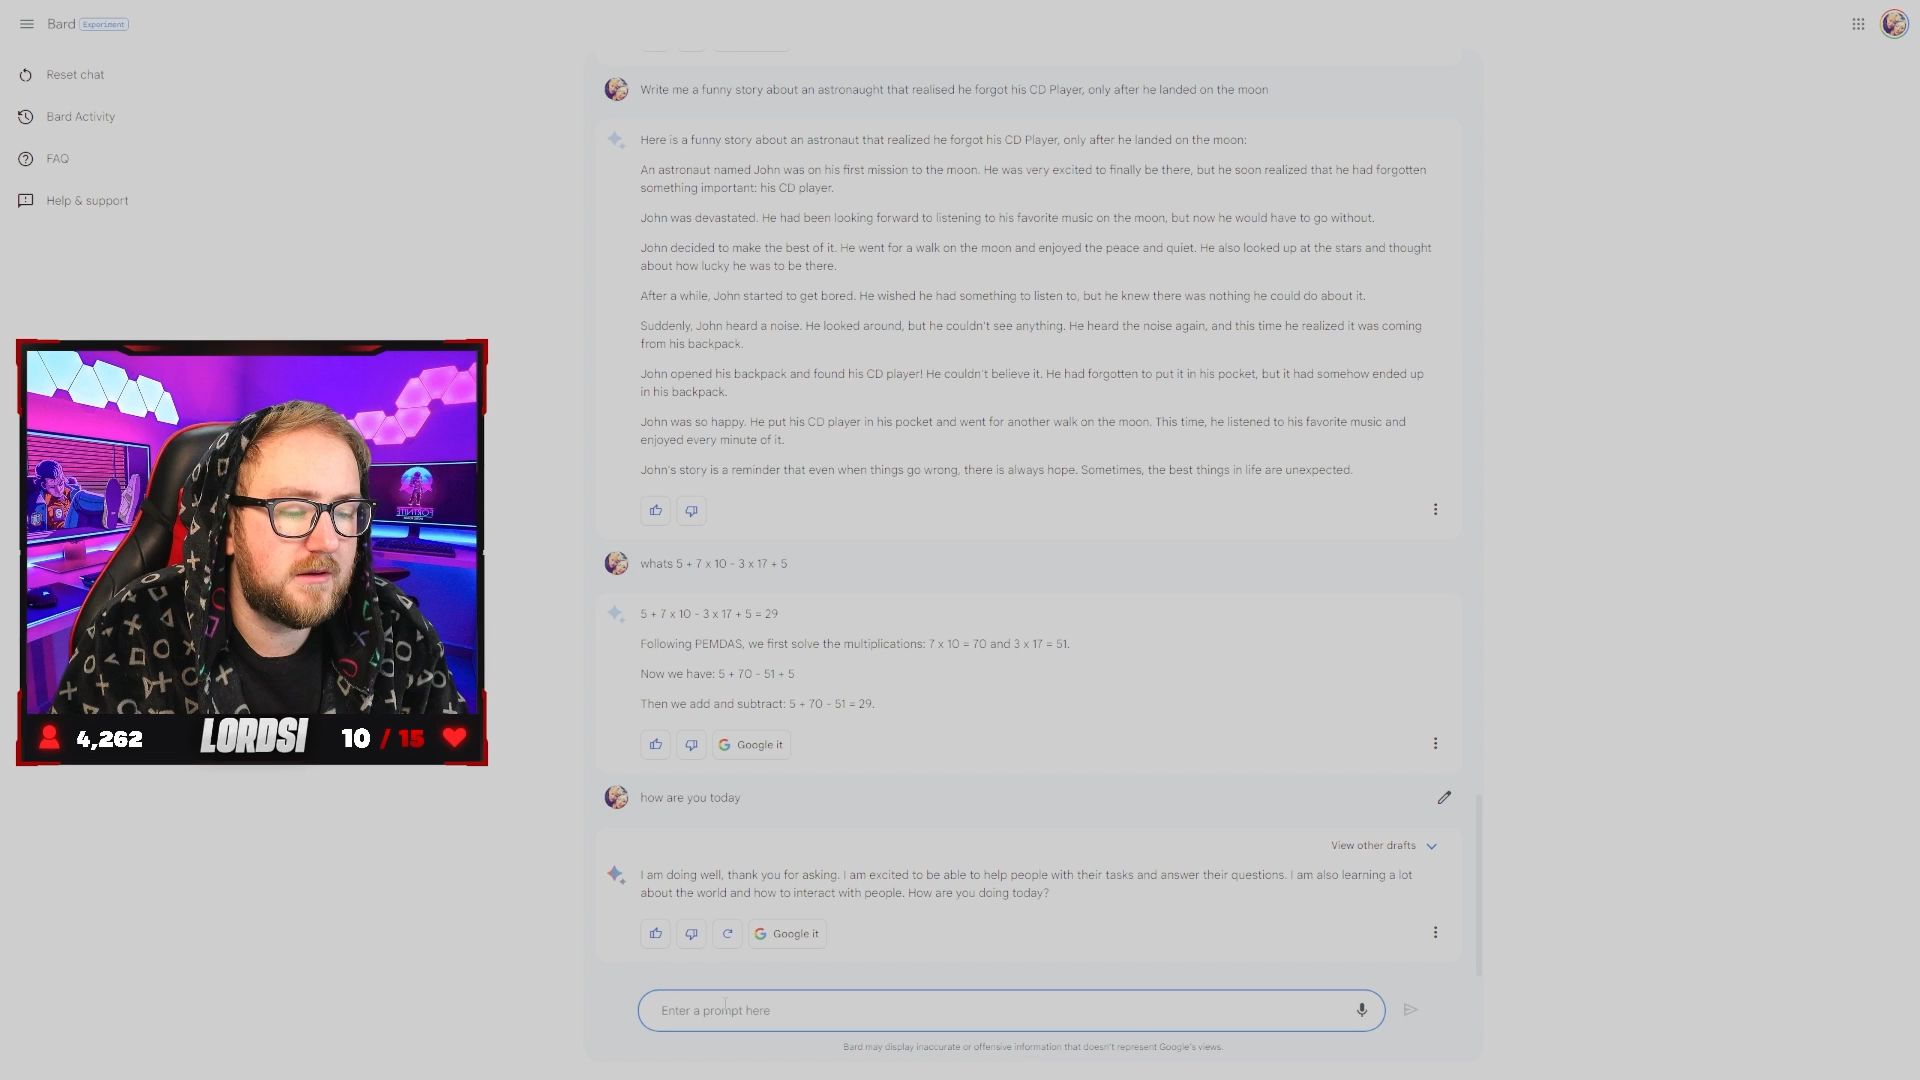 Bard Experiment
Reset chat
Bard Activity
FAQ
Help & support
Write me a funny story about an astronaught that realised he forgot his CD Player, only after he landed on the moon
Here is a funny story about an astronaut that realized he forgot his CD Player, only after he landed on the moon:
An astronaut named John was on his first mission to the moon. He was very excited to finally be there, but he soon realized that he had forgotten
something important: his CD player.
John was devastated. He had been looking forward to listening to his favorite music on the moon, but now he would have to go without.
John decided to make the best of it. He went for a walk on the moon and enjoyed the peace and quiet. He also looked up at the stars and thought
about how lucky he was to be there.
After a while, John started to get bored. He wished he had something to listen to, but he knew there was nothing he could do about it.
Suddenly, John heard a noise. He looked around, but he couldn't see anything. He heard the noise again, and this time he realized it was coming
from his backpack.
John opened his backpack and found his CD player! He couldn't believe it. He had forgotten to put it in his pocket, but it had somehow ended up
in his backpack.
John was so happy. He put his CD player in his pocket and went for another walk on the moon. This time, he listened to his favorite music and
enjoyed every minute of it.
John's story is a reminder that even when things go wrong, there is always hope. Sometimes, the best things in life are unexpected.
whats 5 + 7 x 10 - 3 x 17 + 5
5 + 7 x 10 - 3 x 17 + 5 = 29
Following PEMDAS, we first solve the multiplications: 7 x 10 = 70 and 3 x 17 = 51.
Now we have: 5 + 70 - 51 + 5
Then we add and subtract: 5 + 70 - 51 = 29.
Google it
how are you today
View other drafts
I am doing well, thank you for asking. I am excited to be able to help people with their tasks and answer their questions. I am also learning a lot
about the world and how to interact with people. How are you doing today?
Google it
Enter a prompt here
Bard may display inaccurate or offensive information that doesn't represent Google's views.
FORTNITE
4,262 LORDSI 10 / 15